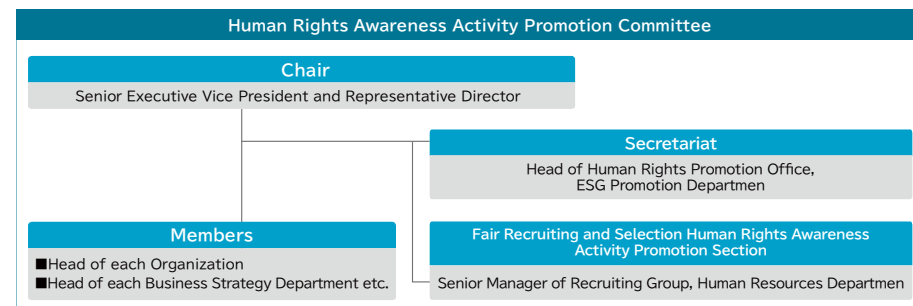 Human Rights Awareness Activity Promotion Committee
Chair
Senior Executive Vice President and Representative Director
Secretariat
Head of Human Rights Promotion Office,
ESG Promotion Departmen
Members
■Head of each Organization
■Head of each Business Strategy Department etc.
Fair Recruiting and Selection Human Rights Awareness
Activity Promotion Section
Senior Manager of Recruiting Group, Human Resources Departmen